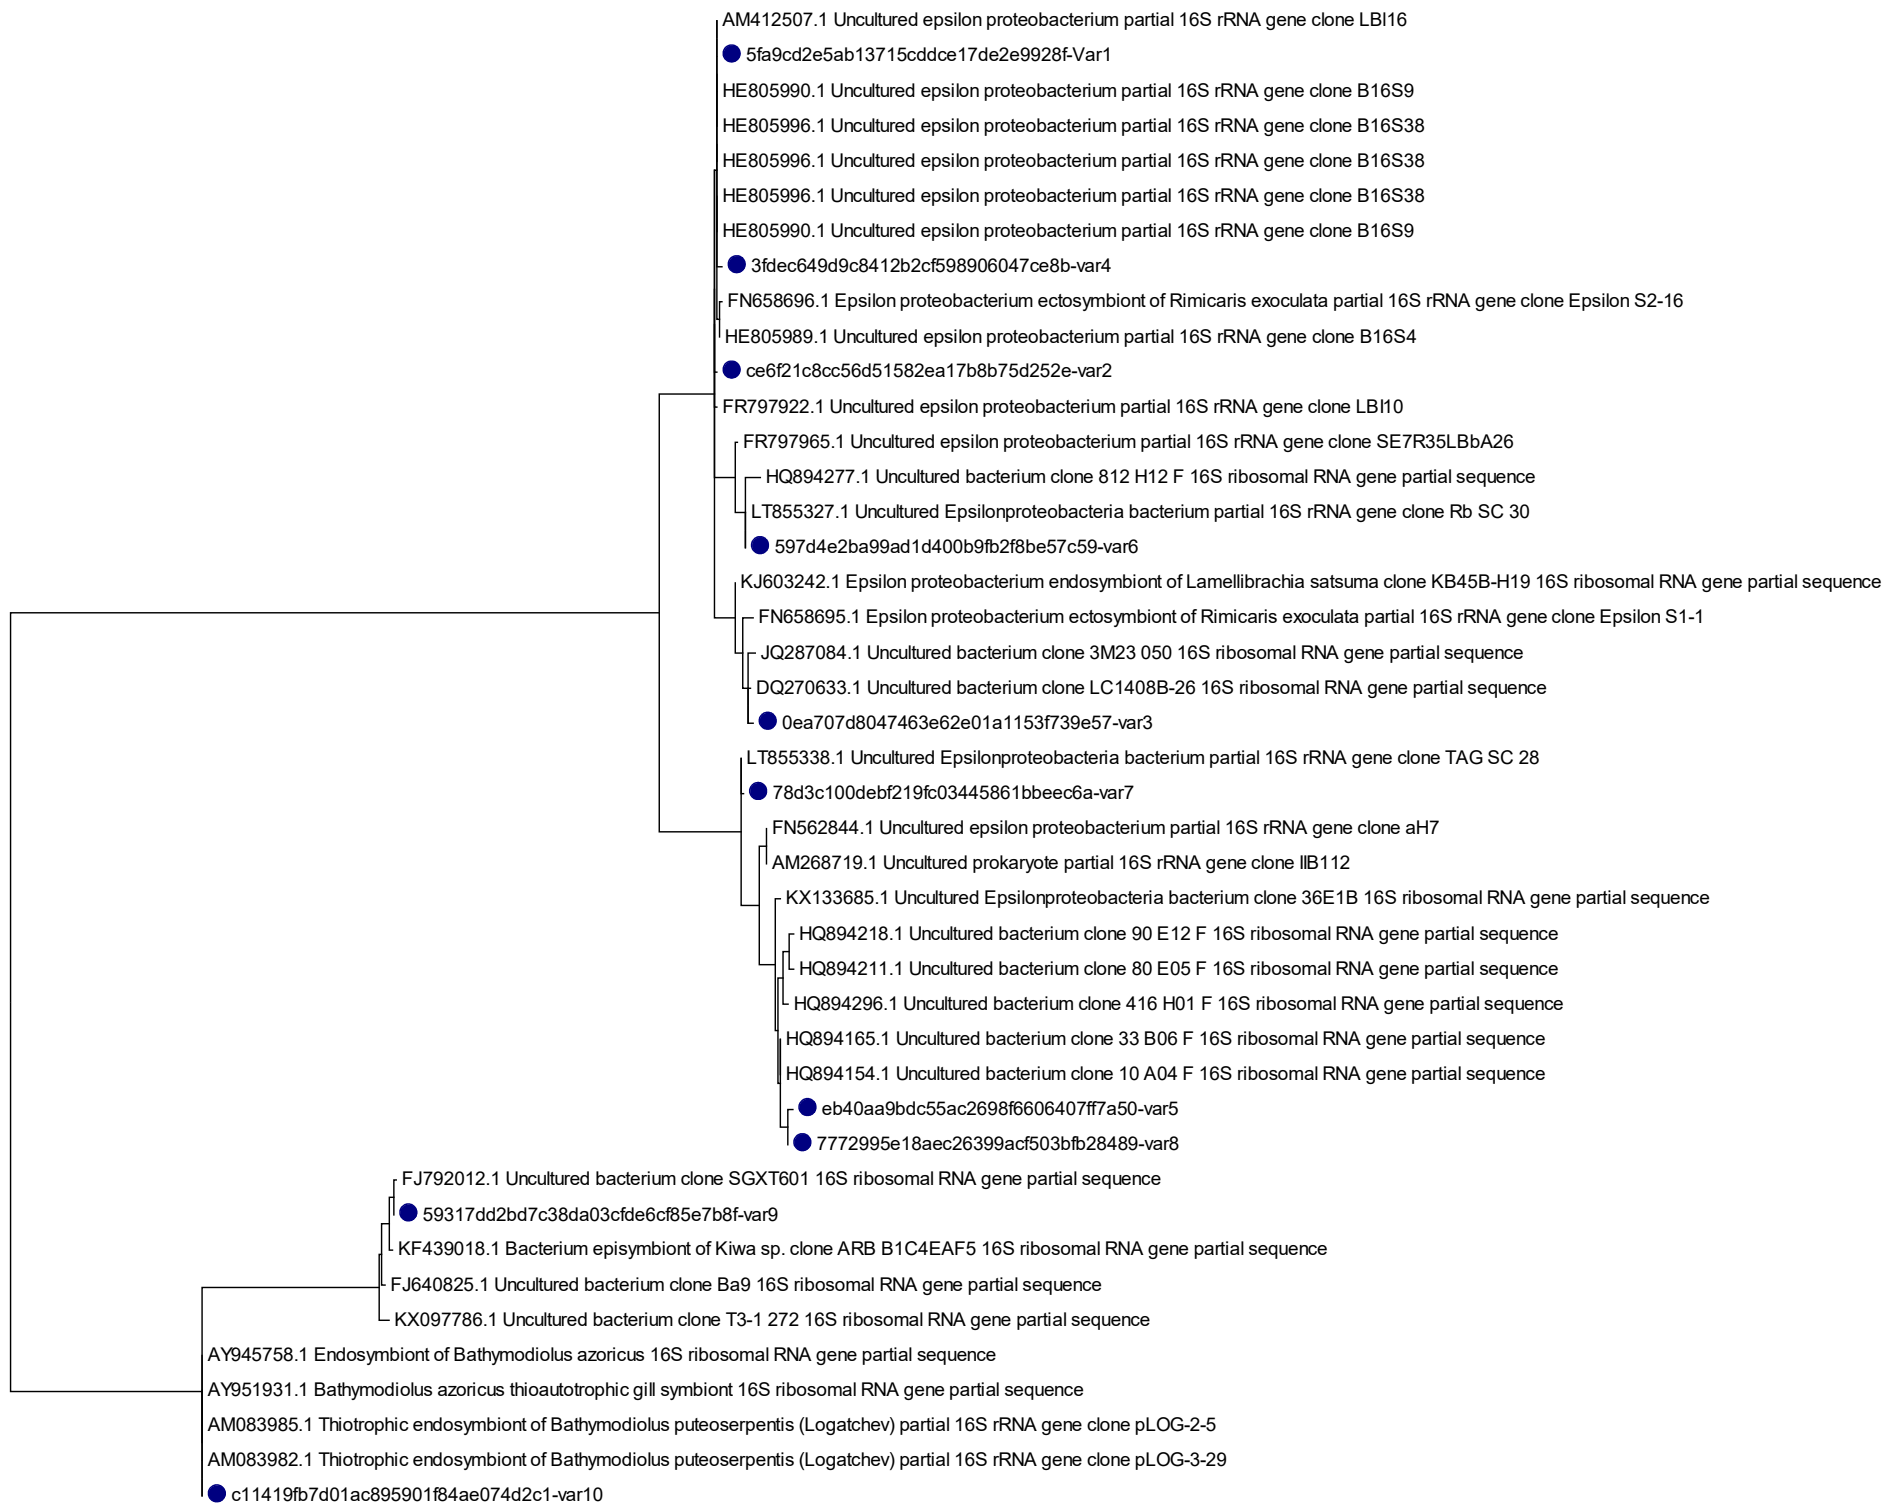 AM412507.1 Uncultured epsilon proteobacterium partial 16S rRNA gene clone LBI16
5fa9cd2e5ab13715cddce17de2e9928f-Var1
HE805990.1 Uncultured epsilon proteobacterium partial 16S rRNA gene clone B16S9
HE805996.1 Uncultured epsilon proteobacterium partial 16S rRNA gene clone B16S38
HE805996.1 Uncultured epsilon proteobacterium partial 16S rRNA gene clone B16S38
HE805996.1 Uncultured epsilon proteobacterium partial 16S rRNA gene clone B16S38
HE805990.1 Uncultured epsilon proteobacterium partial 16S rRNA gene clone B16S9
3fdec649d9c8412b2cf598906047ce8b-var4
FN658696.1 Epsilon proteobacterium ectosymbiont of Rimicaris exoculata partial 16S rRNA gene clone Epsilon S2-16
HE805989.1 Uncultured epsilon proteobacterium partial 16S rRNA gene clone B16S4
ce6f21c8cc56d51582ea17b8b75d252e-var2
FR797922.1 Uncultured epsilon proteobacterium partial 16S rRNA gene clone LBI10
FR797965.1 Uncultured epsilon proteobacterium partial 16S rRNA gene clone SE7R35LBbA26
HQ894277.1 Uncultured bacterium clone 812 H12 F 16S ribosomal RNA gene partial sequence
LT855327.1 Uncultured Epsilonproteobacteria bacterium partial 16S rRNA gene clone Rb SC 30
597d4e2ba99ad1d400b9fb2f8be57c59-var6
KJ603242.1 Epsilon proteobacterium endosymbiont of Lamellibrachia satsuma clone KB45B-H19 16S ribosomal RNA gene partial sequence
FN658695.1 Epsilon proteobacterium ectosymbiont of Rimicaris exoculata partial 16S rRNA gene clone Epsilon S1-1
JQ287084.1 Uncultured bacterium clone 3M23 050 16S ribosomal RNA gene partial sequence
DQ270633.1 Uncultured bacterium clone LC1408B-26 16S ribosomal RNA gene partial sequence
0ea707d8047463e62e01a1153f739e57-var3
LT855338.1 Uncultured Epsilonproteobacteria bacterium partial 16S rRNA gene clone TAG SC 28
78d3c100debf219fc03445861bbeec6a-var7
FN562844.1 Uncultured epsilon proteobacterium partial 16S rRNA gene clone aH7
AM268719.1 Uncultured prokaryote partial 16S rRNA gene clone IIB112
KX133685.1 Uncultured Epsilonproteobacteria bacterium clone 36E1B 16S ribosomal RNA gene partial sequence
HQ894218.1 Uncultured bacterium clone 90 E12 F 16S ribosomal RNA gene partial sequence
HQ894211.1 Uncultured bacterium clone 80 E05 F 16S ribosomal RNA gene partial sequence
HQ894296.1 Uncultured bacterium clone 416 H01 F 16S ribosomal RNA gene partial sequence
HQ894165.1 Uncultured bacterium clone 33 B06 F 16S ribosomal RNA gene partial sequence
HQ894154.1 Uncultured bacterium clone 10 A04 F 16S ribosomal RNA gene partial sequence
eb40aa9bdc55ac2698f6606407ff7a50-var5
7772995e18aec26399acf503bfb28489-var8
FJ792012.1 Uncultured bacterium clone SGXT601 16S ribosomal RNA gene partial sequence
59317dd2bd7c38da03cfde6cf85e7b8f-var9
KF439018.1 Bacterium episymbiont of Kiwa sp. clone ARB B1C4EAF5 16S ribosomal RNA gene partial sequence
FJ640825.1 Uncultured bacterium clone Ba9 16S ribosomal RNA gene partial sequence
KX097786.1 Uncultured bacterium clone T3-1 272 16S ribosomal RNA gene partial sequence
AY945758.1 Endosymbiont of Bathymodiolus azoricus 16S ribosomal RNA gene partial sequence
AY951931.1 Bathymodiolus azoricus thioautotrophic gill symbiont 16S ribosomal RNA gene partial sequence
AM083985.1 Thiotrophic endosymbiont of Bathymodiolus puteoserpentis (Logatchev) partial 16S rRNA gene clone pLOG-2-5
AM083982.1 Thiotrophic endosymbiont of Bathymodiolus puteoserpentis (Logatchev) partial 16S rRNA gene clone pLOG-3-29
c11419fb7d01ac895901f84ae074d2c1-var10